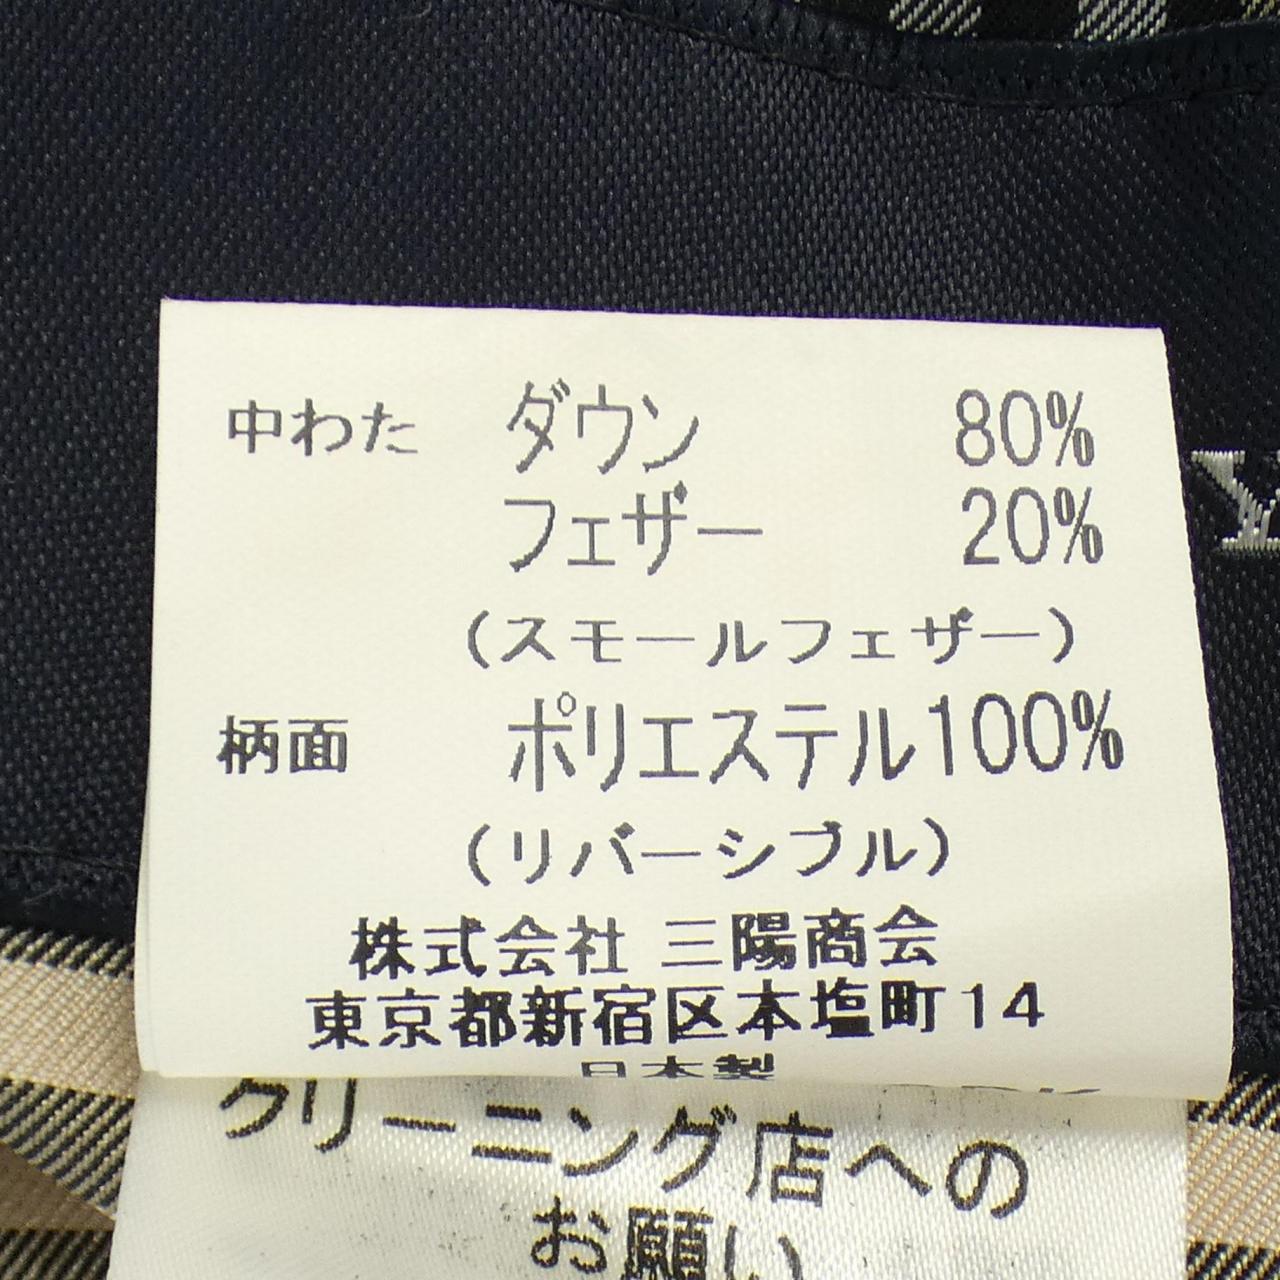 中わた ダウン 80%
フェザー 20%
(スモールフェザー)
柄面 ポリエステル100%
(リバーシブル)
株式会社 三陽商会
東京都新宿区本塩町14
日本製
クリーニング店への
お願い
Y